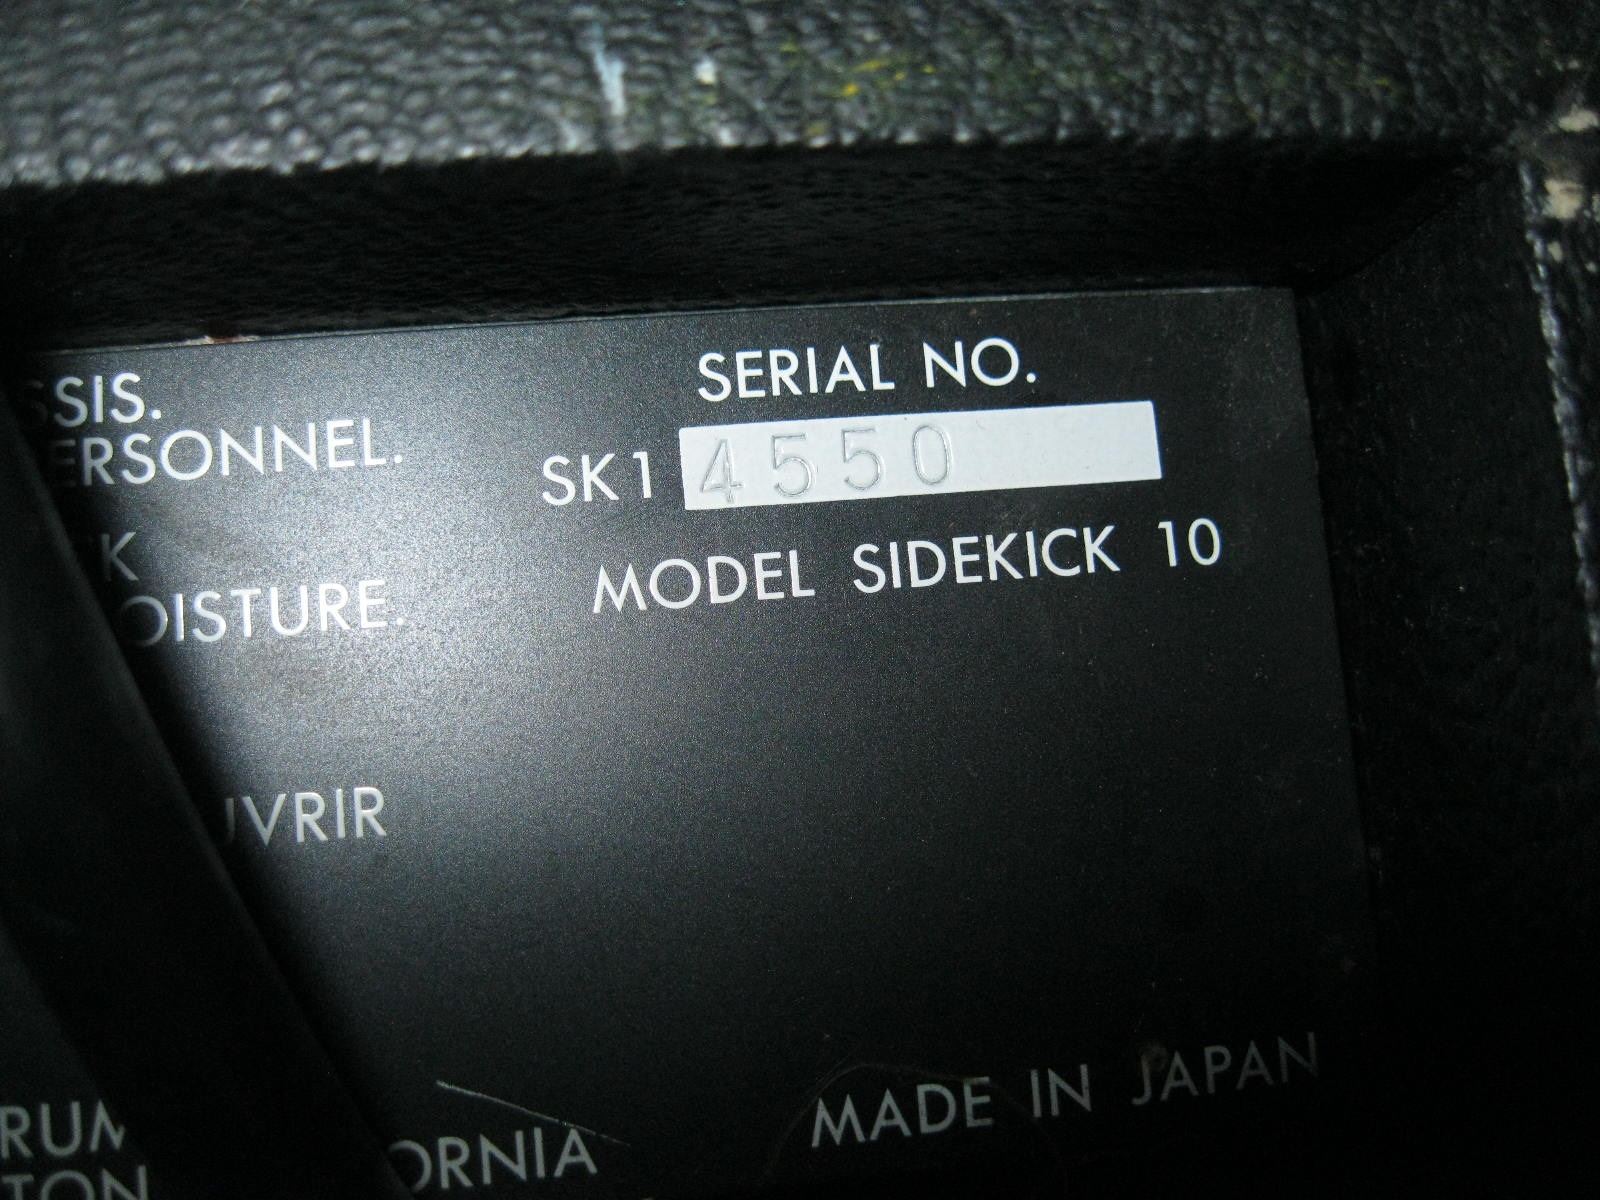 SERIAL NO.
SSIS.
ERSONNEL.
SK1 4550
K
MODEL SIDEKICK 10
OISTURE.
UVRIR
MADE IN JAPAN
RUM
ORNIA
TON